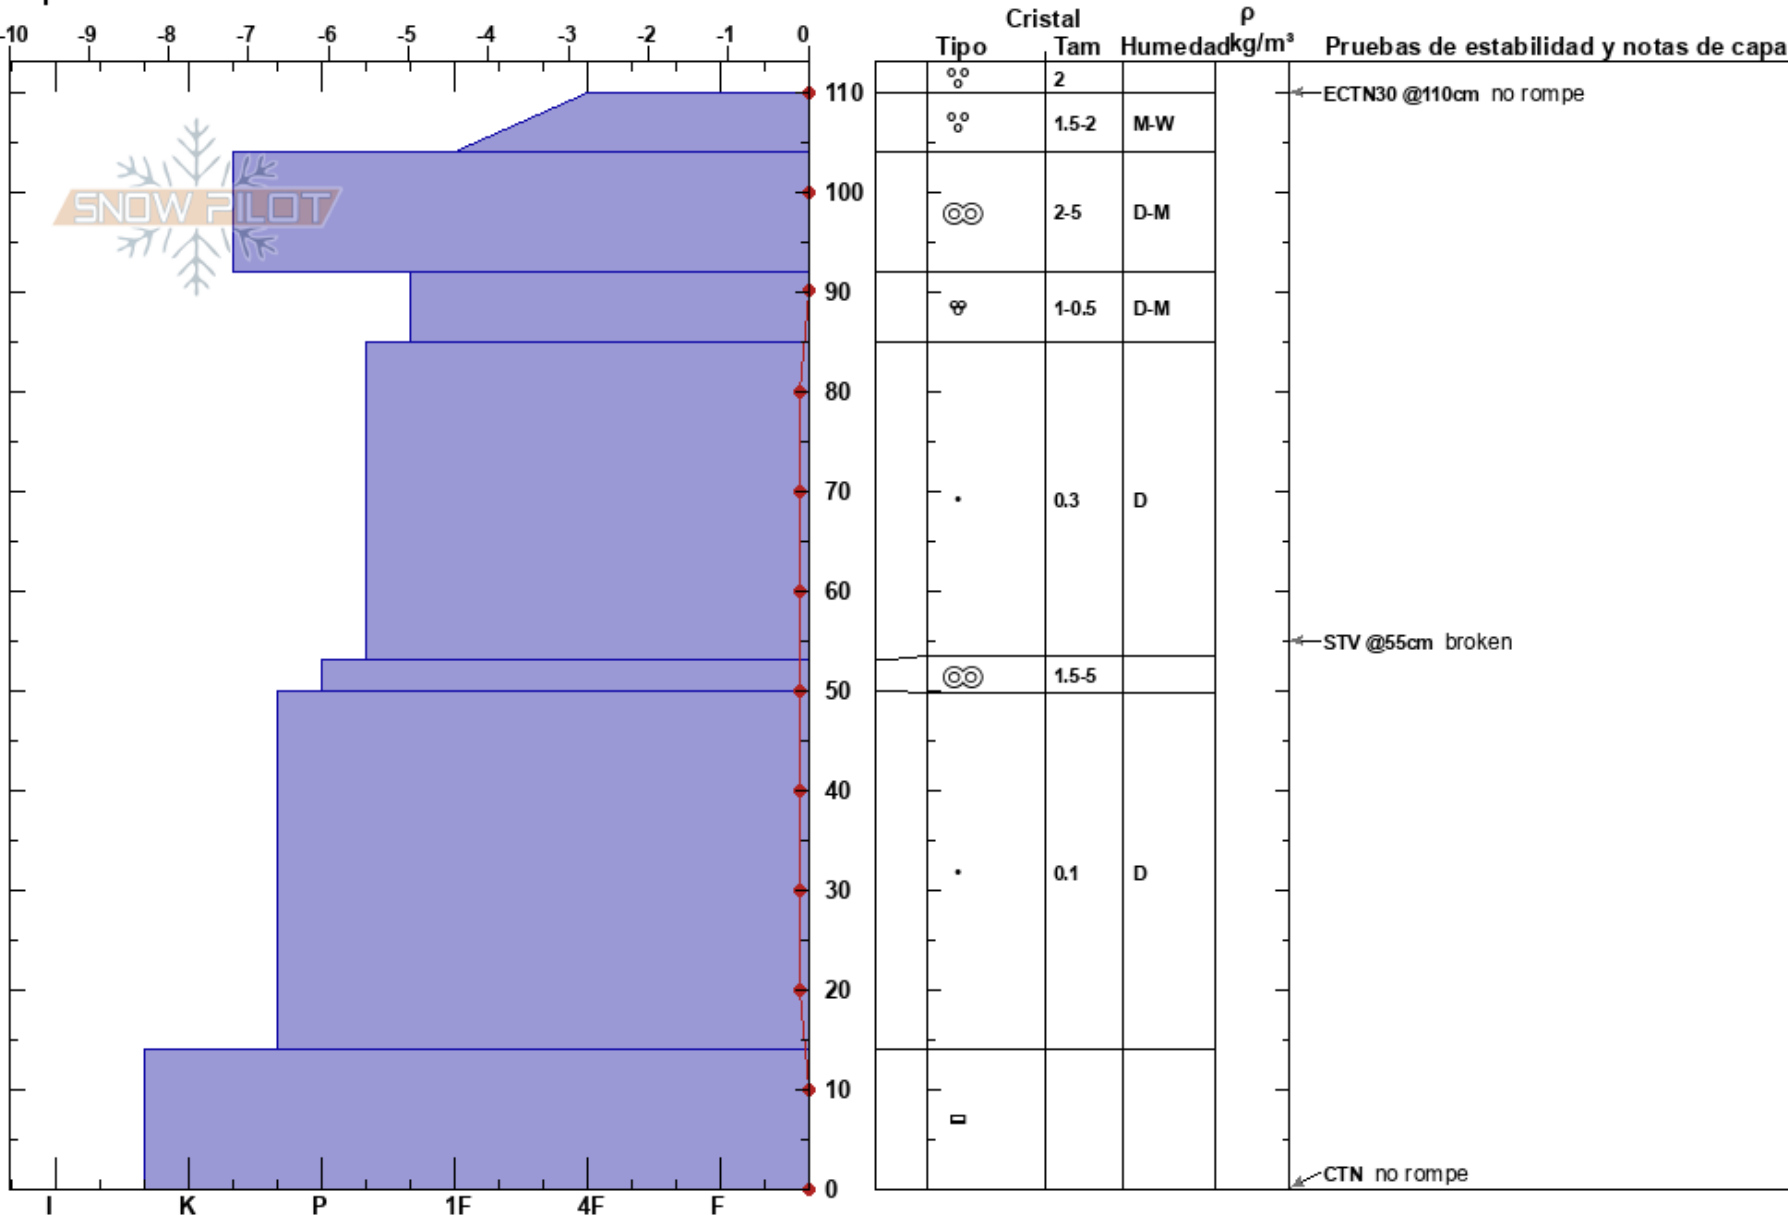 Cristal ρ
-10 -9 -8 -7 -6 -5 -4 -3 -2 -1 0 Tipo Tam Humedad kg/m³ Pruebas de estabilidad y notas de capa
2
110 ECTN30 @110cm no rompe
1.5-2 M-W
100
SNOW PILOT
2-5 D-M
90
1-0.5 D-M
80
70
0.3 D
60
STV @55cm broken
1.5-5
50
40
0.1 D
30
20
10
CTN no rompe
0
I K P 1F 4F F